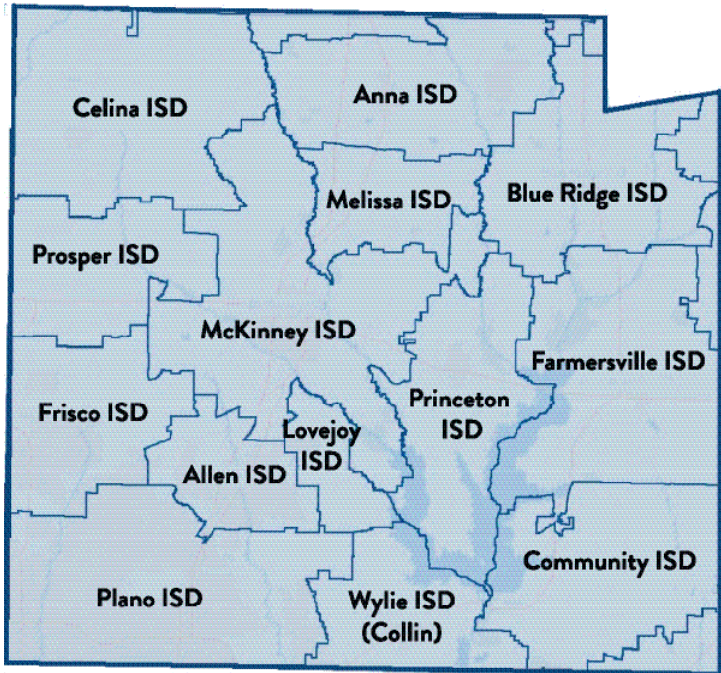 Celina ISD
Anna ISD
Melissa ISD
Blue Ridge ISD
Prosper ISD
McKinney ISD
Farmersville ISD
Frisco ISD
Princeton
ISD
Lovejoy
ISD
Allen ISD
Community ISD
Plano ISD
Wylie ISD
(Collin)